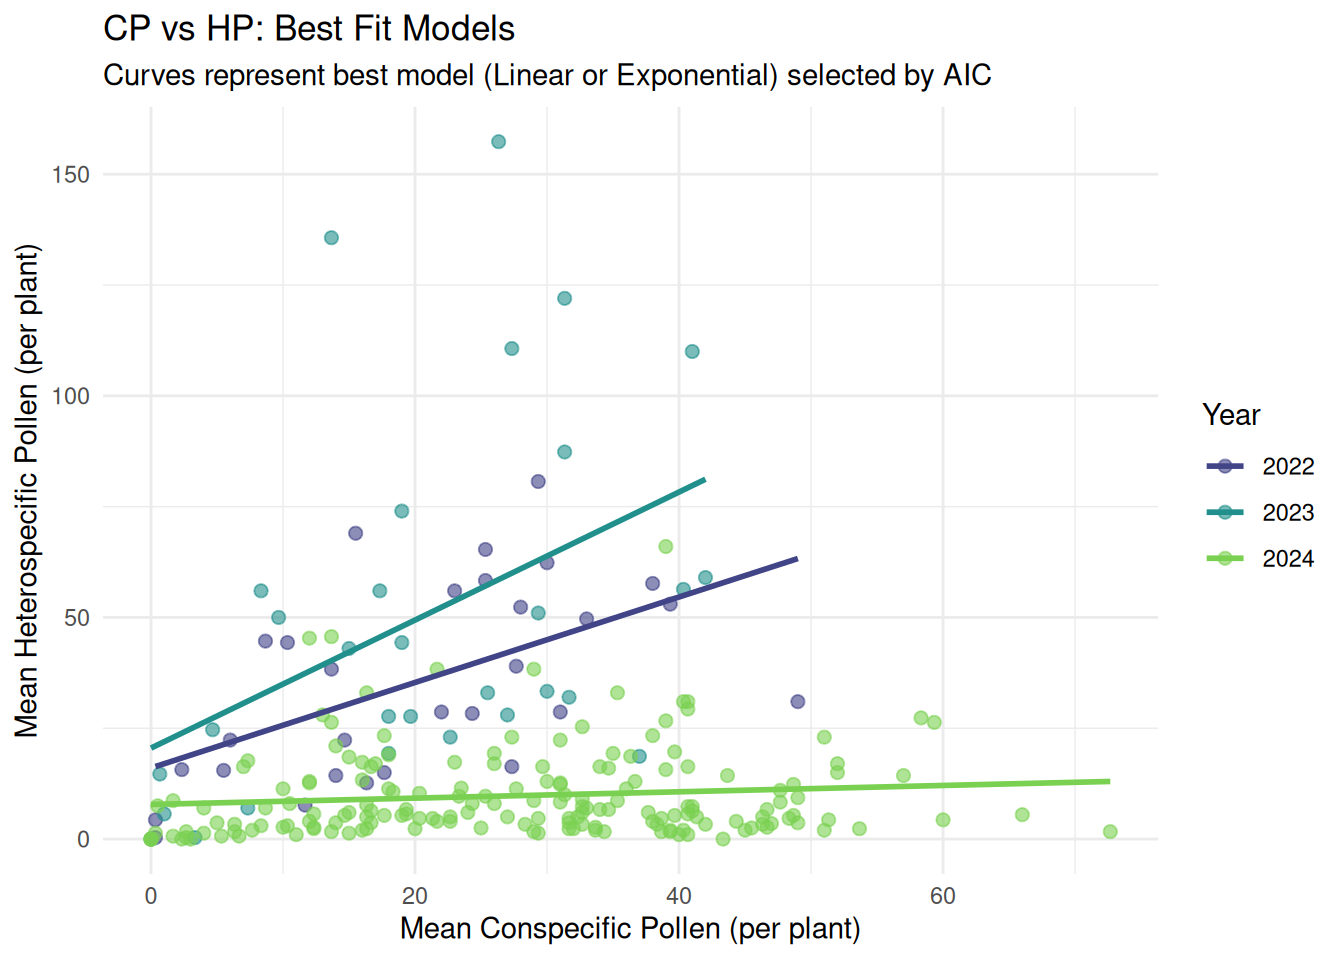 CP vs HP: Best Fit Models
Curves represent best model (Linear or Exponential) selected by AIC
150
100
50
0
0 20 40 60
Mean Heterospecific Pollen (per plant)
Mean Conspecific Pollen (per plant)
Year
2022
2023
2024